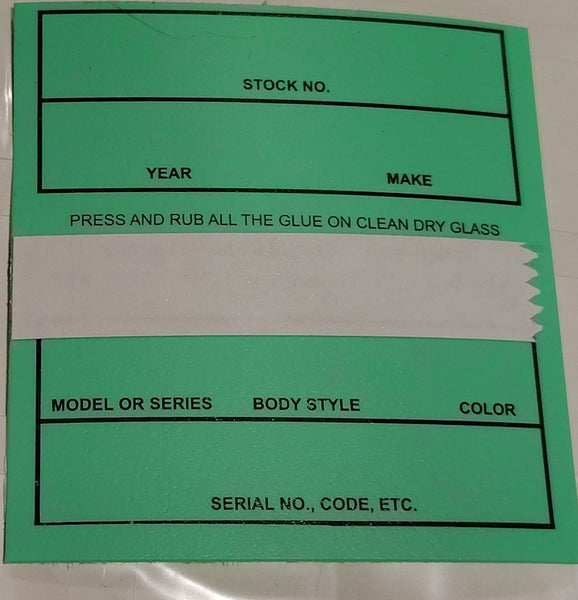 STOCK NO.
YEAR MAKE
PRESS AND RUB ALL THE GLUE ON CLEAN DRY GLASS
MODEL OR SERIES BODY STYLE COLOR
SERIAL NO., CODE, ETC.